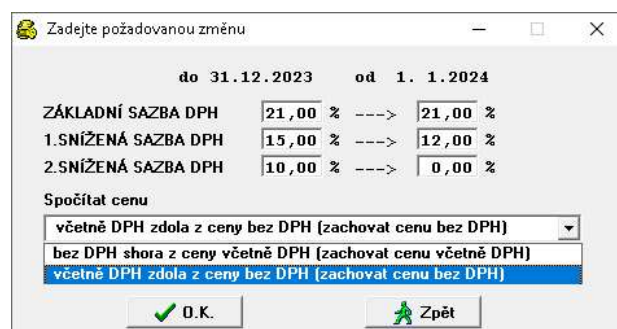 Zadejte požadovanou změnu
do 31.12.2023 od 1. 1.2024
ZÁKLADNÍ SAZBA DPH 21,00 % ---> 21,00 %
1.SNÍŽENÁ SAZBA DPH 15,00 % ---> 12,00 %
2.SNÍŽENÁ SAZBA DPH 10,00 % ---> 0,00 %
Spočítat cenu
včetně DPH zdola z ceny bez DPH (zachovat cenu bez DPH)
bez DPH shora z ceny včetně DPH (zachovat cenu včetně DPH)
včetně DPH zdola z ceny bez DPH (zachovat cenu bez DPH)
O.K. Zpět